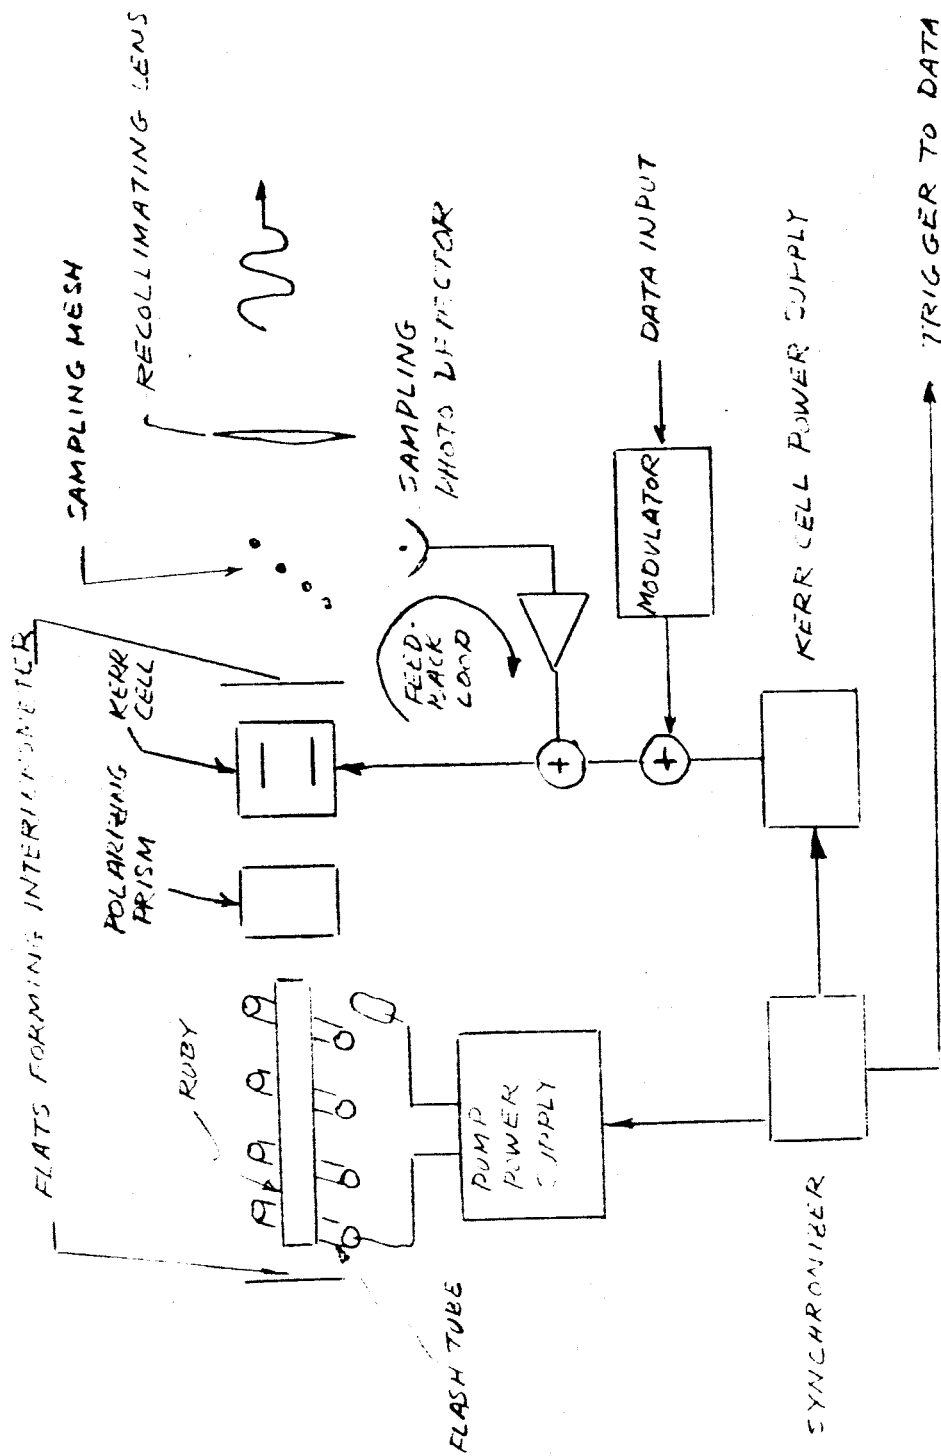 FLATS FORMING INTERFEROMETER
SAMPLING MESH
RECOLLIMATING LENS
POLARIZING
PRISM
KERR
CELL
RUBY
FLASH TUBE
FEED-
BACK
LOOP
SAMPLING
PHOTO DETECTOR
PUMP
POWER
SUPPLY
MODULATOR
DATA INPUT
KERR CELL POWER SUPPLY
SYNCHRONIZER
TRIGGER TO DATA